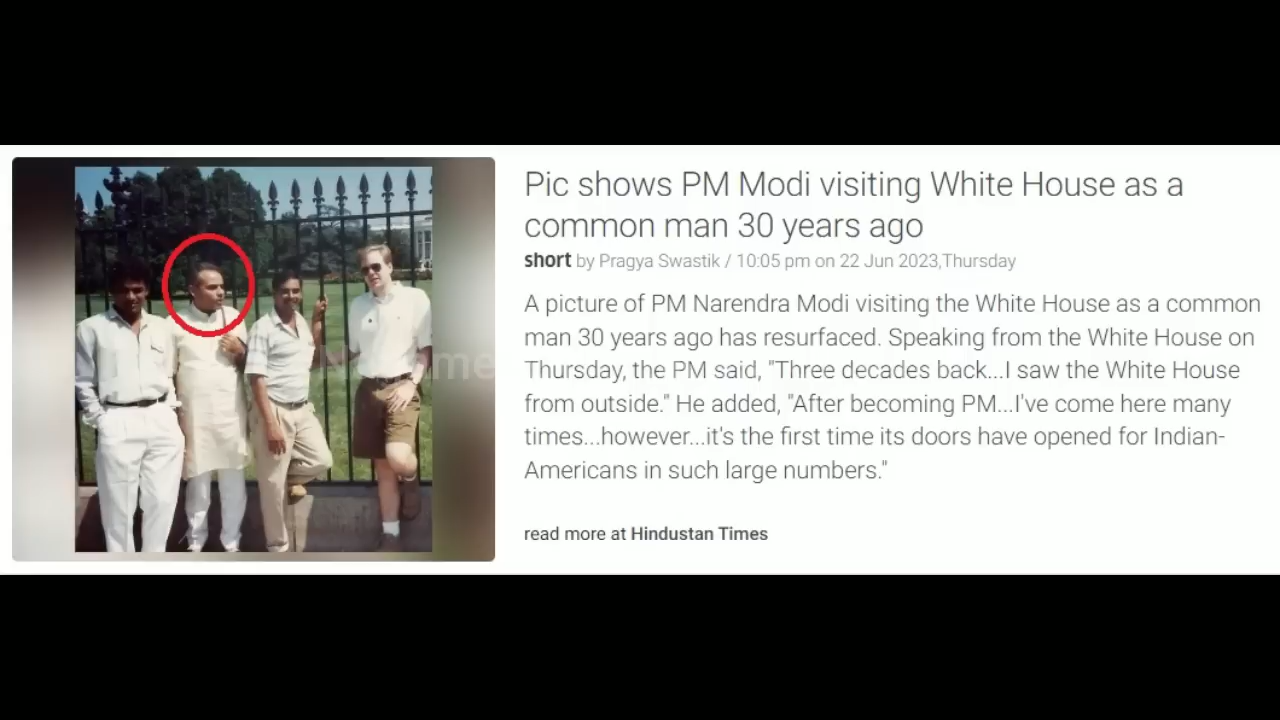 Pic shows PM Modi visiting White House as a
common man 30 years ago
short by Pragya Swastik / 10:05 pm on 22 Jun 2023,Thursday
A picture of PM Narendra Modi visiting the White House as a common
man 30 years ago has resurfaced. Speaking from the White House on
Thursday, the PM said, "Three decades back...I saw the White House
from outside." He added, "After becoming PM...I've come here many
times...however...it's the first time its doors have opened for Indian-
Americans in such large numbers."
read more at Hindustan Times